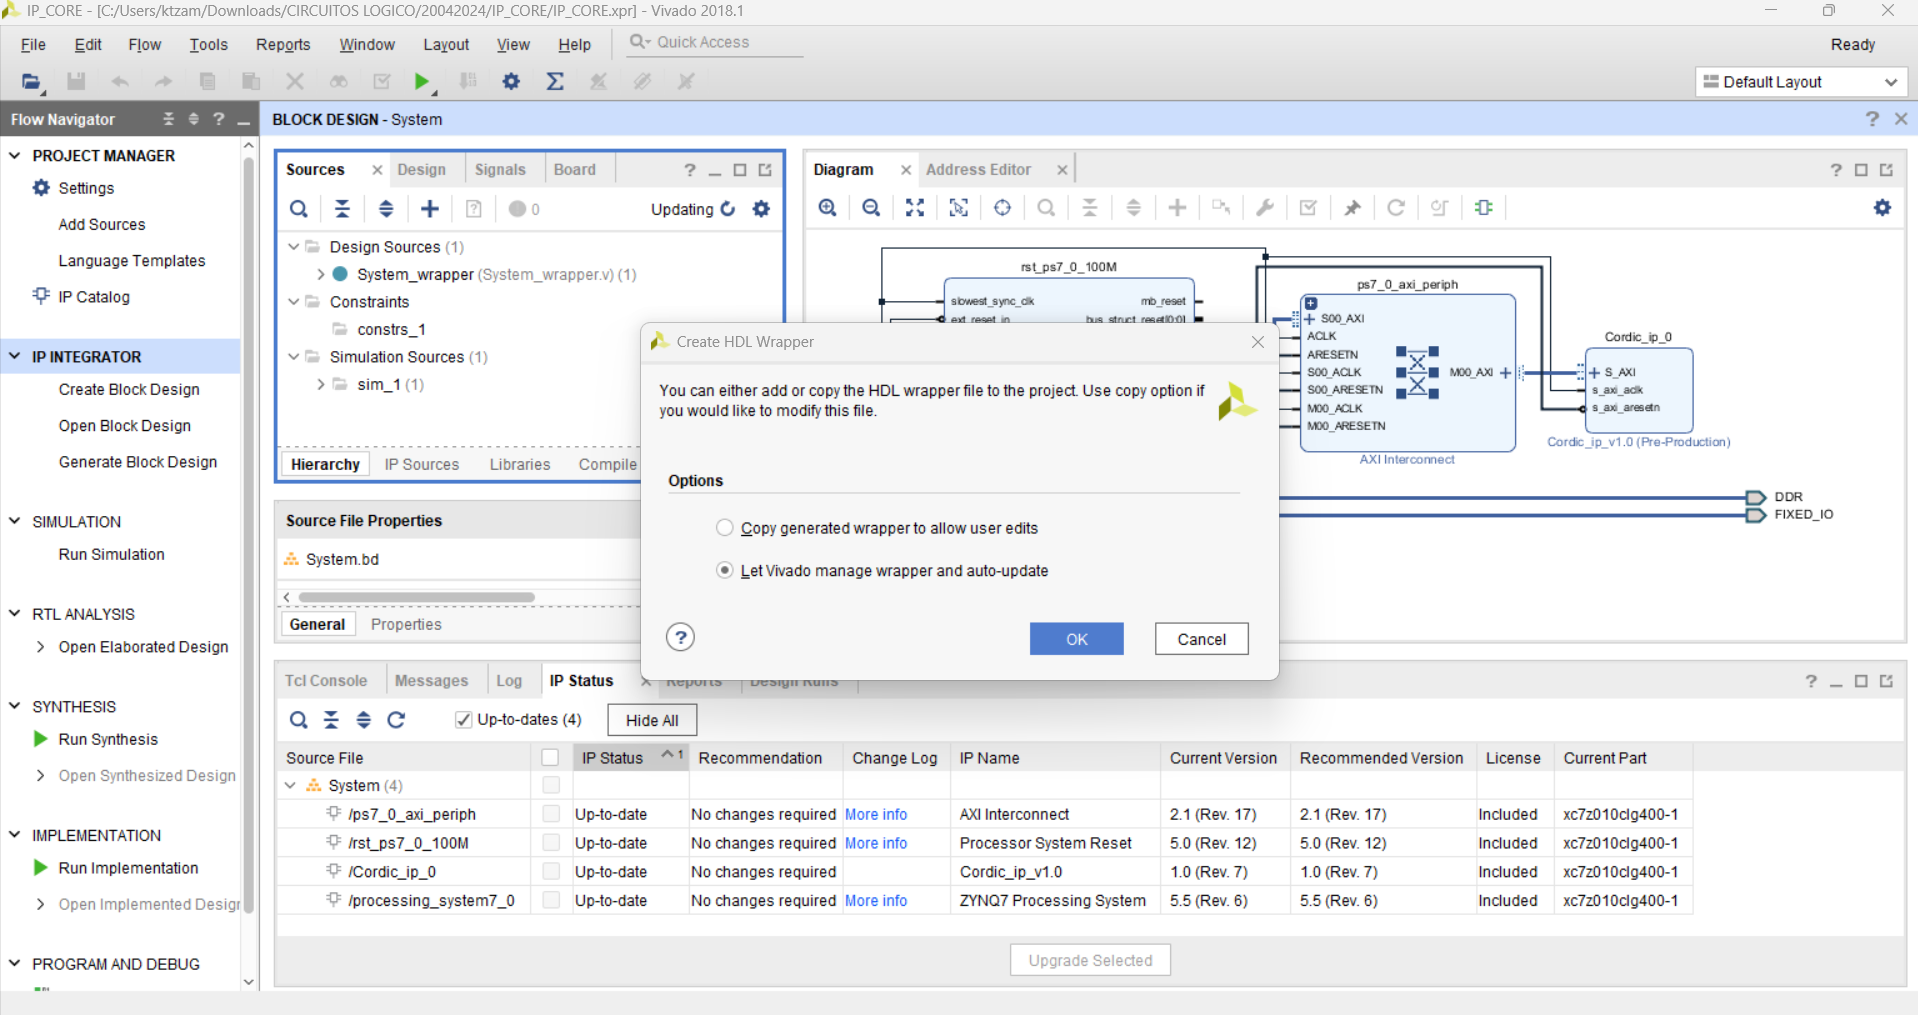 IP_CORE - [C:/Users/ktzam/Downloads/CIRCUITOS LOGICO/20042024/IP_CORE/IP_CORE.xpr] - Vivado 2018.1
File Edit Flow Tools Reports Window Layout View Help Quick Access Ready
Default Layout
Flow Navigator
PROJECT MANAGER
Settings
Add Sources
Language Templates
IP Catalog
IP INTEGRATOR
Create Block Design
Open Block Design
Generate Block Design
SIMULATION
Run Simulation
RTL ANALYSIS
Open Elaborated Design
SYNTHESIS
Run Synthesis
Open Synthesized Design
IMPLEMENTATION
Run Implementation
Open Implemented Desigr
PROGRAM AND DEBUG
BLOCK DESIGN - System
Sources Design Signals Board
0 Updating
Design Sources (1)
System_wrapper (System_wrapper.v) (1)
Constraints
constrs_1
Simulation Sources (1)
sim_1 (1)
Hierarchy IP Sources Libraries Compile
Source File Properties
System.bd
General Properties
Diagram Address Editor
rst_ps7_0_100M
slowest_sync_clk mb_reset
ext_reset_in bus_struct_reset[0:0]
ps7_0_axi_periph
S00_AXI
ACLK
ARESETN
S00_ACLK
S00_ARESETN
M00_ACLK
M00_ARESETN
M00_AXI
AXI Interconnect
Cordic_ip_0
S_AXI
s_axi_aclk
s_axi_aresetn
Cordic_ip_v1.0 (Pre-Production)
DDR
FIXED_IO
Create HDL Wrapper
You can either add or copy the HDL wrapper file to the project. Use copy option if
you would like to modify this file.
Options
Copy generated wrapper to allow user edits
Let Vivado manage wrapper and auto-update
? OK Cancel
Tcl Console Messages Log IP Status Reports Design Runs
Up-to-dates (4) Hide All
Source File IP Status 1 Recommendation Change Log IP Name Current Version Recommended Version License Current Part
System (4)
/ps7_0_axi_periph Up-to-date No changes required More info AXI Interconnect 2.1 (Rev. 17) 2.1 (Rev. 17) Included xc7z010clg400-1
/rst_ps7_0_100M Up-to-date No changes required More info Processor System Reset 5.0 (Rev. 12) 5.0 (Rev. 12) Included xc7z010clg400-1
/Cordic_ip_0 Up-to-date No changes required Cordic_ip_v1.0 1.0 (Rev. 7) 1.0 (Rev. 7) Included xc7z010clg400-1
/processing_system7_0 Up-to-date No changes required More info ZYNQ7 Processing System 5.5 (Rev. 6) 5.5 (Rev. 6) Included xc7z010clg400-1
Upgrade Selected